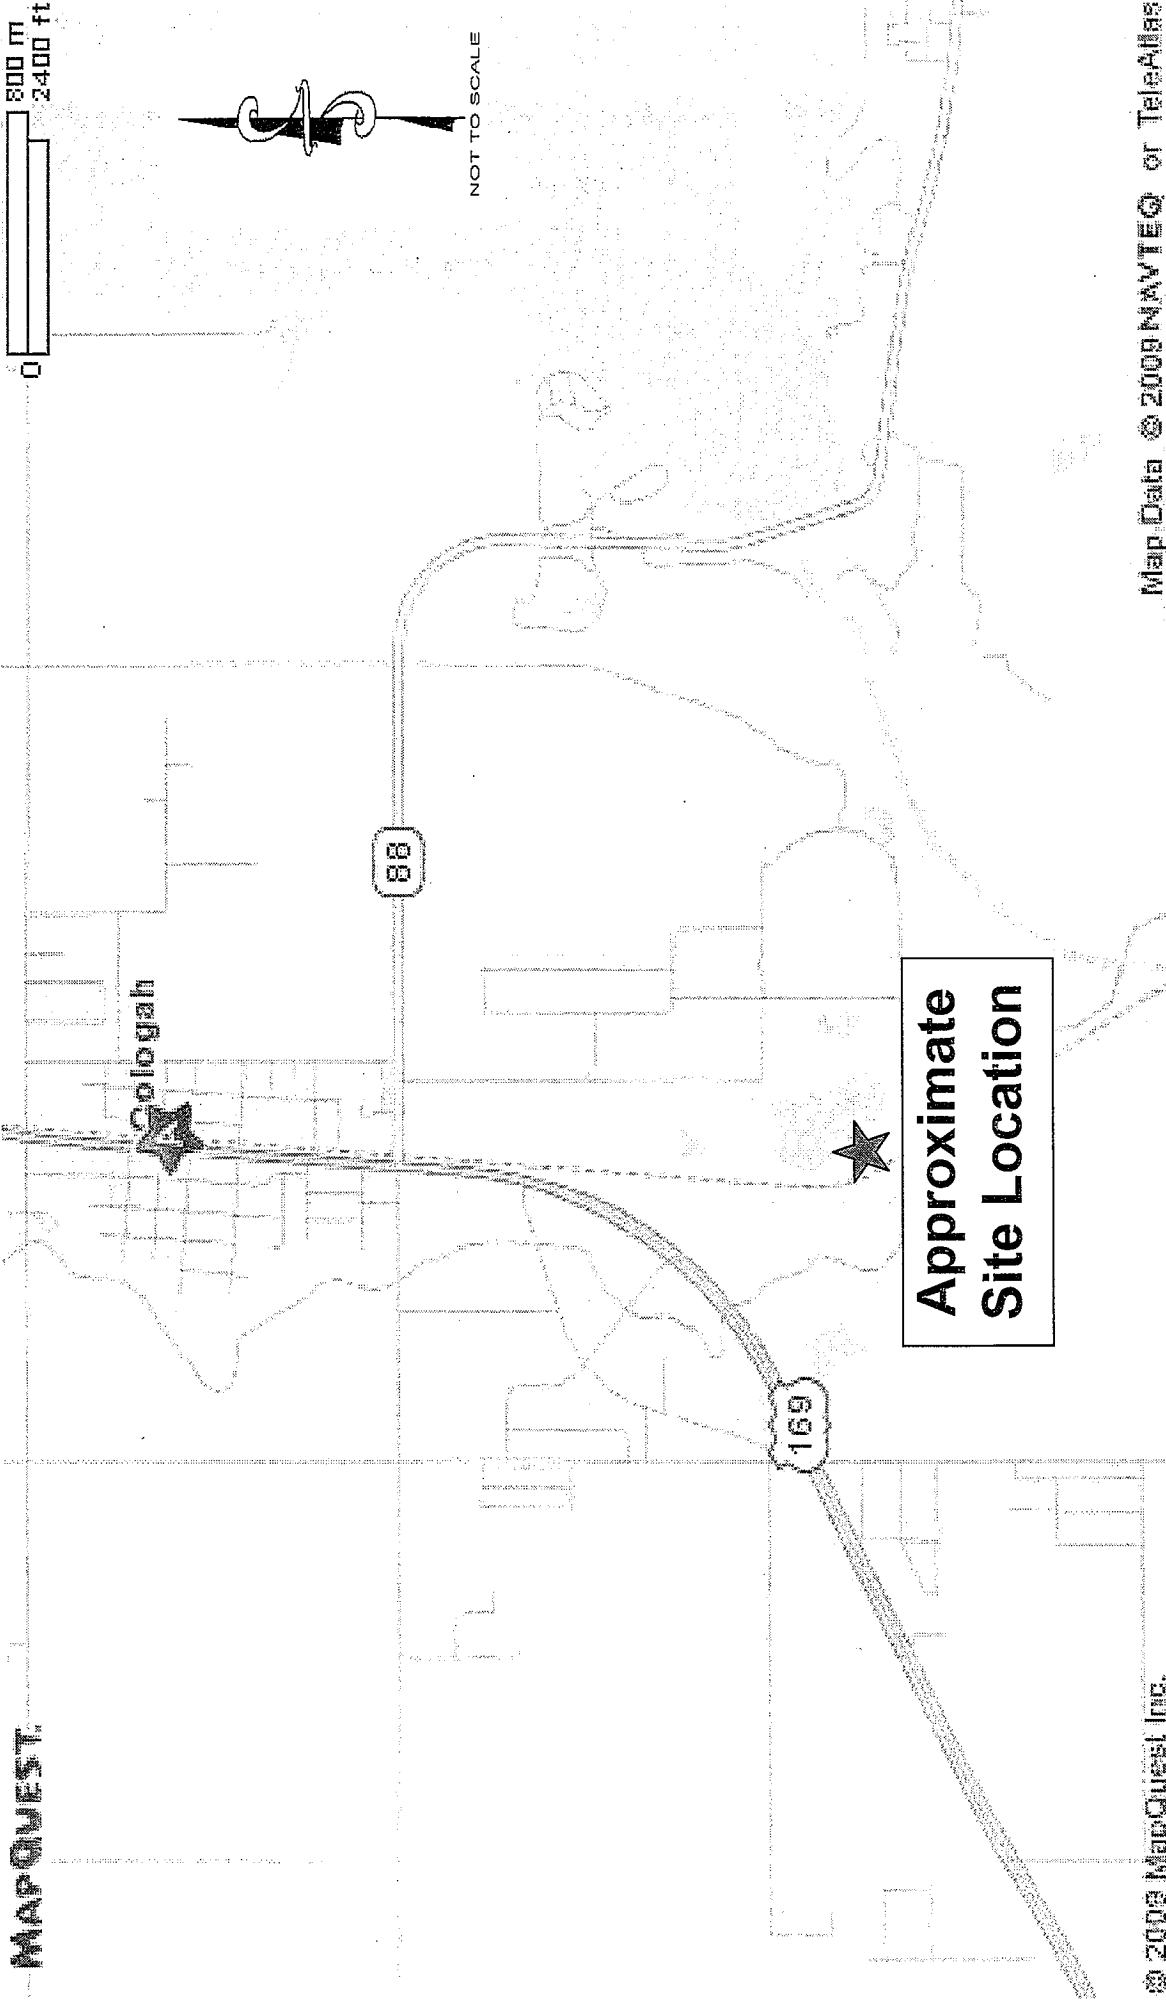 MAPQUEST.
800 m
2400 ft
0
NOT TO SCALE
Oologah
88
169
Approximate
Site Location
© 2009 MapQuest Inc.
Map Data © 2009 NAVTEQ or TeleAtlas